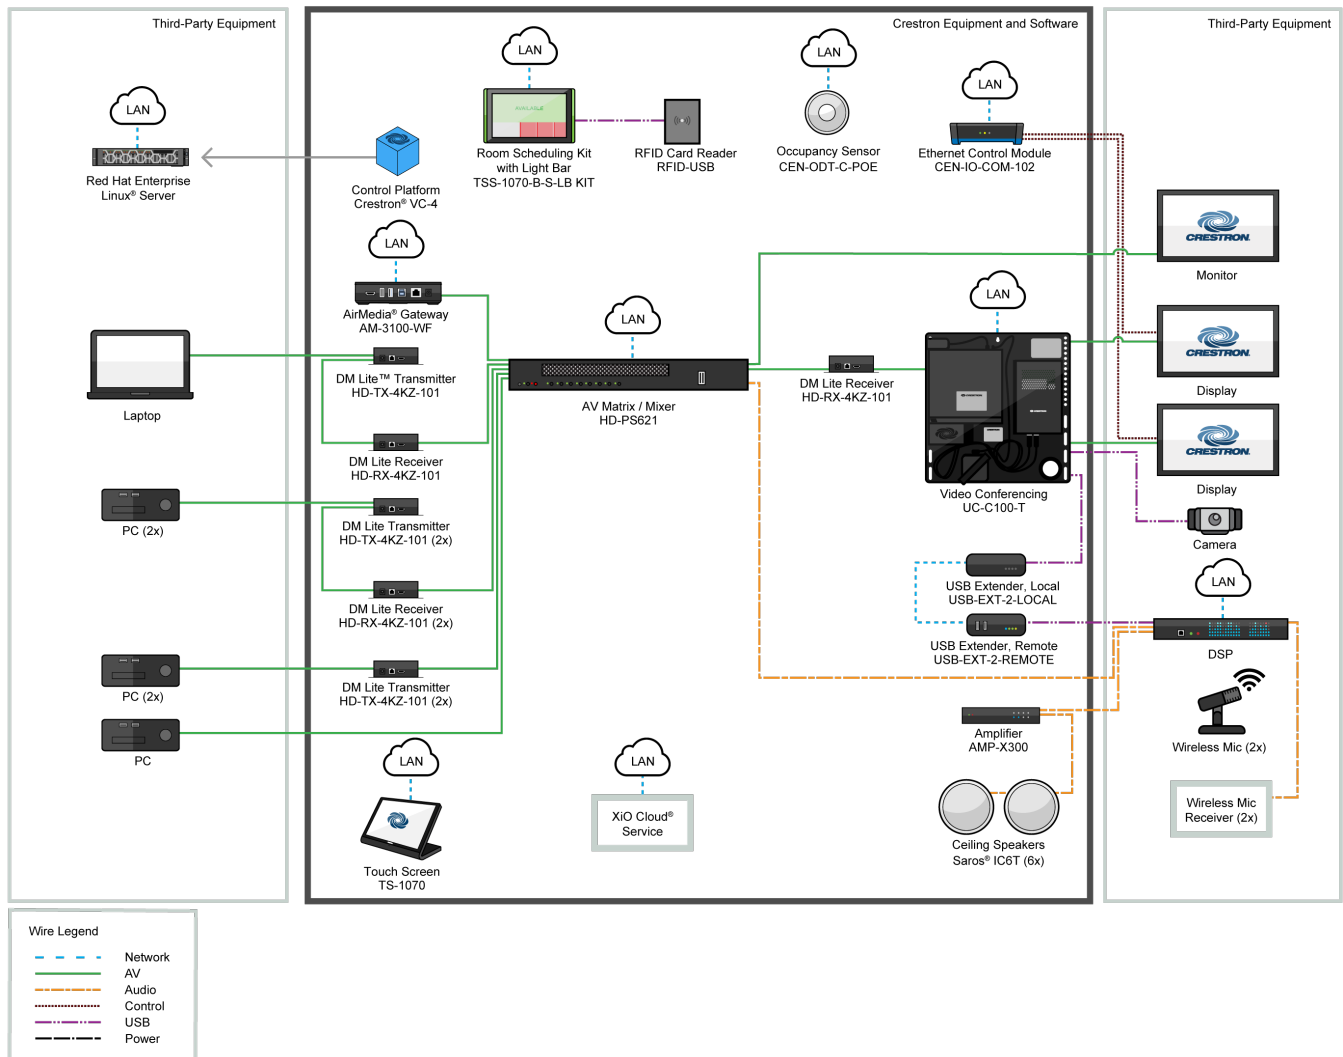 Third-Party Equipment
Crestron Equipment and Software
Third-Party Equipment
LAN
Red Hat Enterprise
Linux® Server
Control Platform
Crestron® VC-4
LAN
AVAILABLE
Room Scheduling Kit
with Light Bar
TSS-1070-B-S-LB KIT
RFID Card Reader
RFID-USB
LAN
Occupancy Sensor
CEN-ODT-C-POE
LAN
Ethernet Control Module
CEN-IO-COM-102
LAN
AirMedia® Gateway
AM-3100-WF
Laptop
DM Lite™ Transmitter
HD-TX-4KZ-101
DM Lite Receiver
HD-RX-4KZ-101
PC (2x)
DM Lite Transmitter
HD-TX-4KZ-101 (2x)
DM Lite Receiver
HD-RX-4KZ-101 (2x)
PC (2x)
DM Lite Transmitter
HD-TX-4KZ-101 (2x)
PC
LAN
AV Matrix / Mixer
HD-PS621
DM Lite Receiver
HD-RX-4KZ-101
LAN
CRESTRON
CRESTRON
Video Conferencing
UC-C100-T
CRESTRON
Monitor
CRESTRON
Display
CRESTRON
Display
Camera
USB Extender, Local
USB-EXT-2-LOCAL
USB Extender, Remote
USB-EXT-2-REMOTE
LAN
DSP
Wireless Mic (2x)
Wireless Mic
Receiver (2x)
Amplifier
AMP-X300
Ceiling Speakers
Saros® IC6T (6x)
LAN
Touch Screen
TS-1070
LAN
XiO Cloud®
Service
Wire Legend
Network
AV
Audio
Control
USB
Power